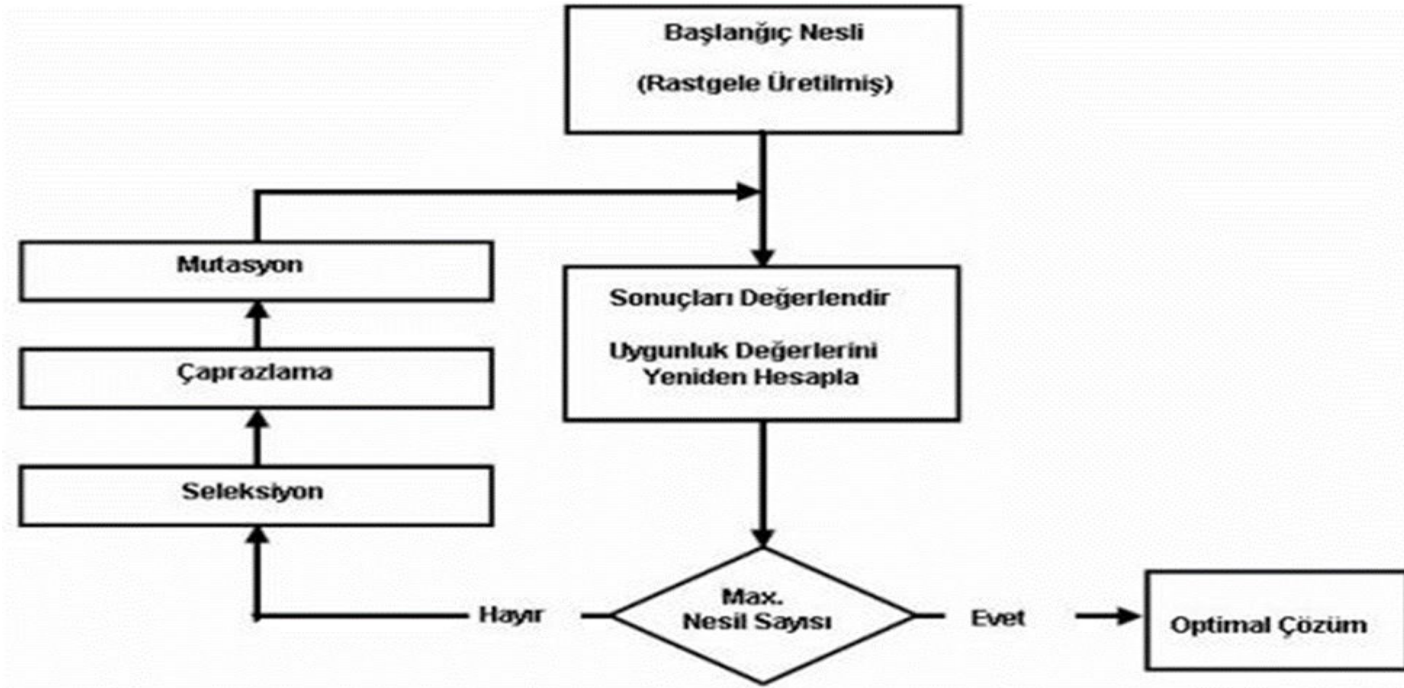 Başlanğıç Nesli
(Rastgele Üretilmiş)
Mutasyon
Sonuçları Değerlendir
Uygunluk Değerlerini
Yeniden Hesapla
Çaprazlama
Seleksiyon
Hayır
Max.
Nesil Sayısı
Evet
Optimal Çözüm